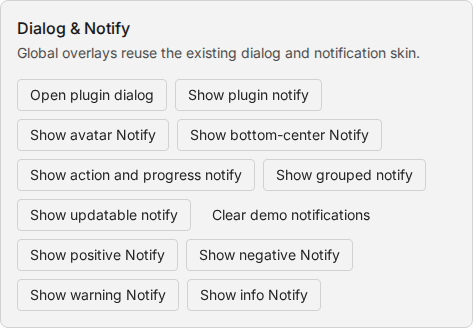 Dialog & Notify
Global overlays reuse the existing dialog and notification skin.
Open plugin dialog Show plugin notify
Show avatar Notify Show bottom-center Notify
Show action and progress notify Show grouped notify
Show updatable notify Clear demo notifications
Show positive Notify Show negative Notify
Show warning Notify Show info Notify